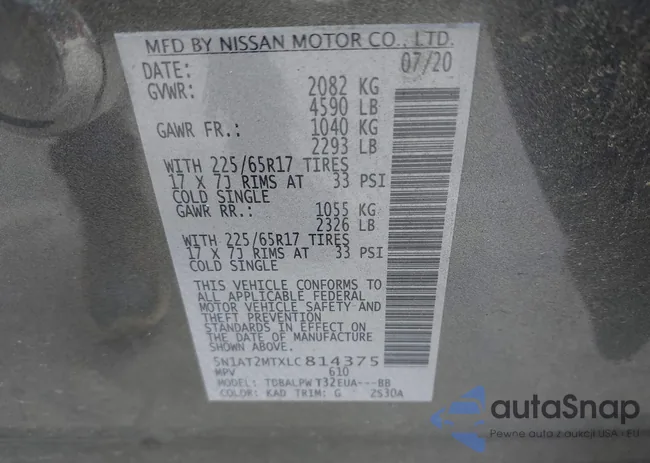 MFD BY NISSAN MOTOR CO., LTD.
DATE: 07/20
GVWR: 2082 KG
4590 LB
GAWR FR.: 1040 KG
2293 LB
WITH 225/65R17 TIRES
17 X 7J RIMS AT 33 PSI
COLD SINGLE
GAWR RR.: 1055 KG
2326 LB
WITH 225/65R17 TIRES
17 X 7J RIMS AT 33 PSI
COLD SINGLE
THIS VEHICLE CONFORMS TO
ALL APPLICABLE FEDERAL
MOTOR VEHICLE SAFETY AND
THEFT PREVENTION
STANDARDS IN EFFECT ON
THE DATE OF MANUFACTURE
SHOWN ABOVE.
5N1AT2MTXLC814375
MPV 610
MODEL: TDBALPW T32EUA---BB
COLOR: KAD TRIM: G 2S30A
autoSnap
Pewne auta z aukcji USA - EU